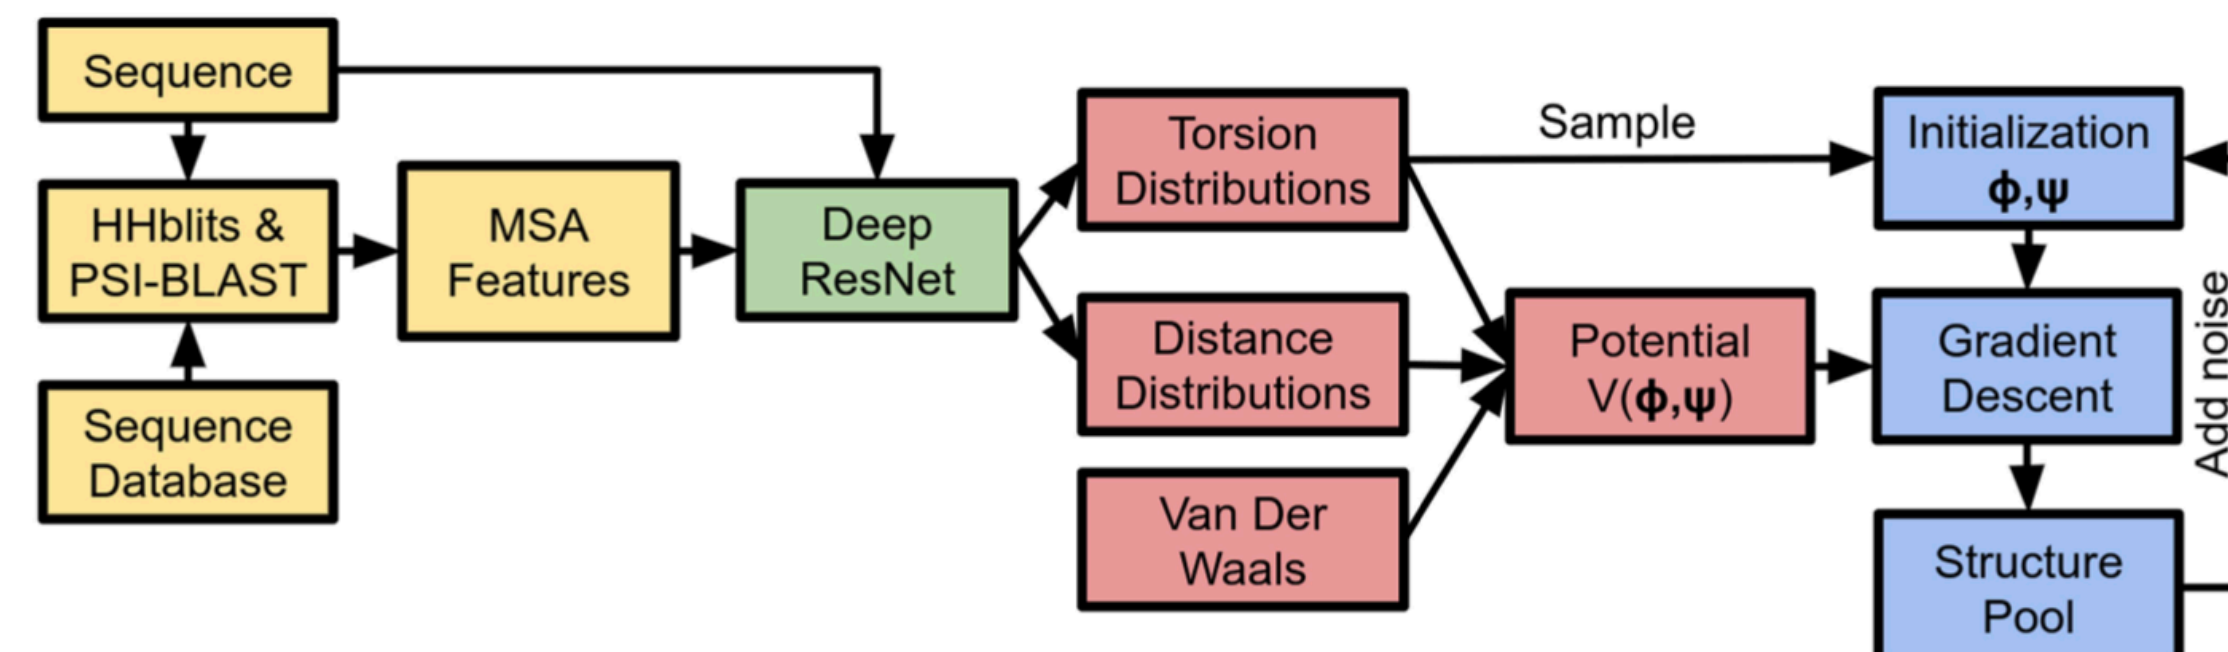 Sequence
HHblits &
PSI-BLAST
Sequence
Database
MSA
Features
Deep
ResNet
Torsion
Distributions
Distance
Distributions
Van Der
Waals
Sample
Potential
V(ϕ,ψ)
Initialization
ϕ,ψ
Gradient
Descent
Structure
Pool
Add noise